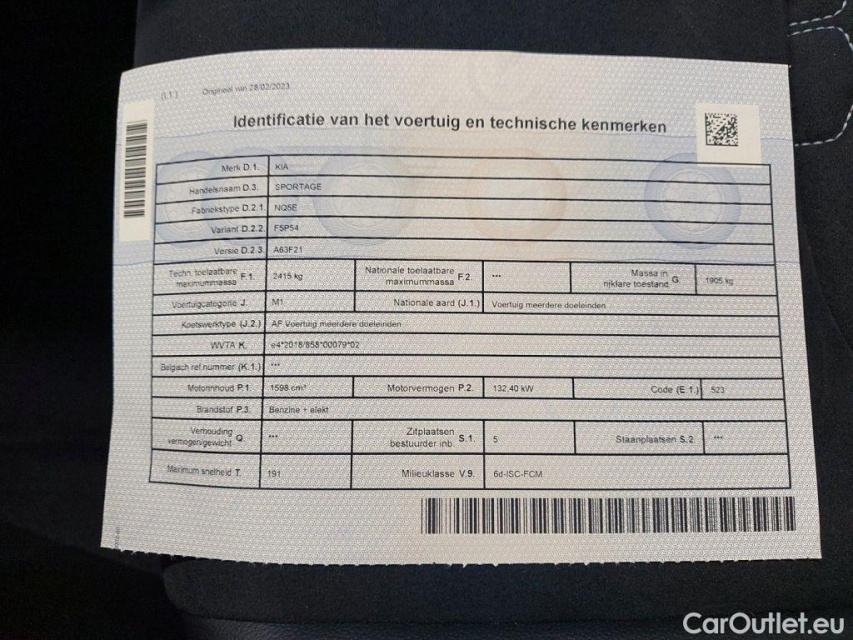 (I.1.) Origineel van 28/02/2023
Identificatie van het voertuig en technische kenmerken
Merk D.1. KIA
Handelsnaam D.3. SPORTAGE
Fabriekstype D.2.1. NQ5E
Variant D.2.2. F5P54
Versie D.2.3. A63F21
Techn. toelaatbare maximummassa F.1. 2415 kg Nationale toelaatbare maximummassa F.2. *** Massa in rijklare toestand G. 1905 kg
Voertuigcategorie J. M1 Nationale aard (J.1.) Voertuig meerdere doeleinden
Koetswerktype (J.2.) AF Voertuig meerdere doeleinden
WVTA K. e4*2018/858*00079*02
Belgisch ref.nummer (K.1.) ***
Motorinhoud P.1. 1598 cm³ Motorvermogen P.2. 132,40 kW Code (E.1.) 523
Brandstof P.3. Benzine + elekt
Verhouding vermogen/gewicht Q. *** Zitplaatsen bestuurder inb. S.1. 5 Staanplaatsen S.2. ***
Maximum snelheid T. 191 Milieuklasse V.9. 6d-ISC-FCM
CarOutlet.eu